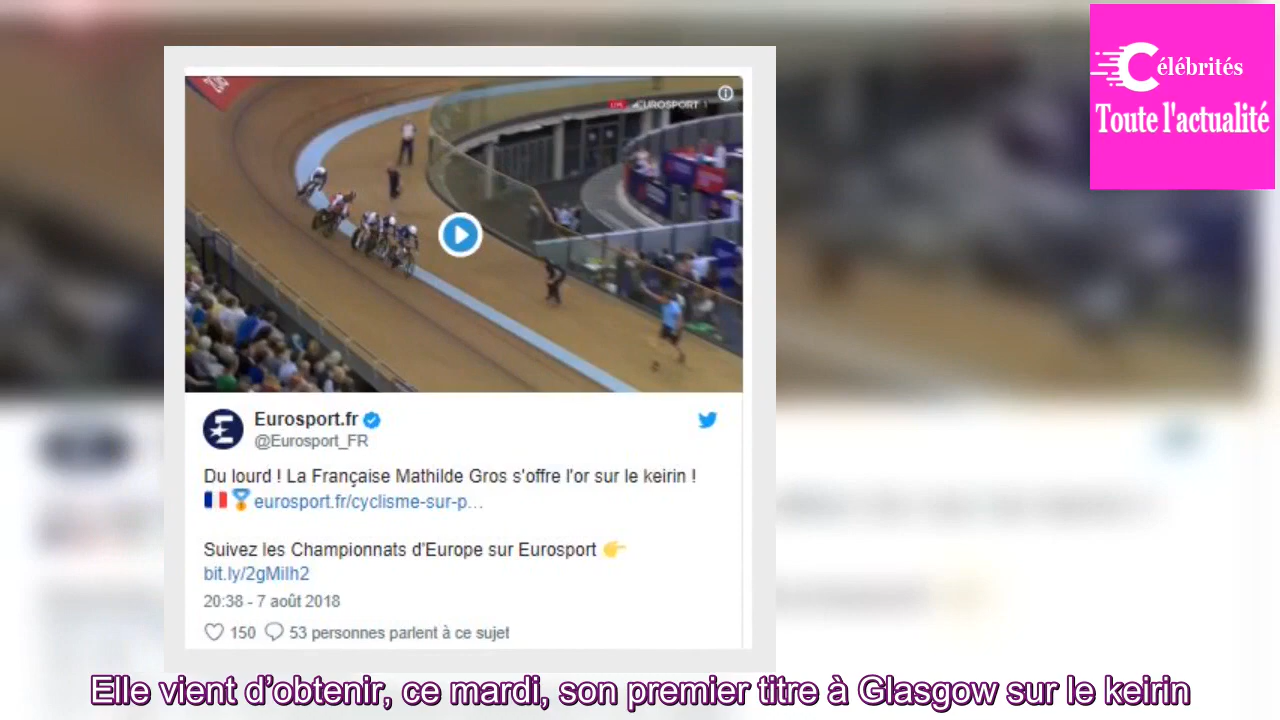 Célébrités
Toute l'actualité
LIVE EUROSPORT 1
Eurosport.fr
@Eurosport_FR
Du lourd ! La Française Mathilde Gros s'offre l'or sur le keirin !
🇫🇷🏅eurosport.fr/cyclisme-sur-p…
Suivez les Championnats d'Europe sur Eurosport 👉
bit.ly/2gMilh2
20:38 - 7 août 2018
150 53 personnes parlent à ce sujet
Elle vient d’obtenir, ce mardi, son premier titre à Glasgow sur le keirin